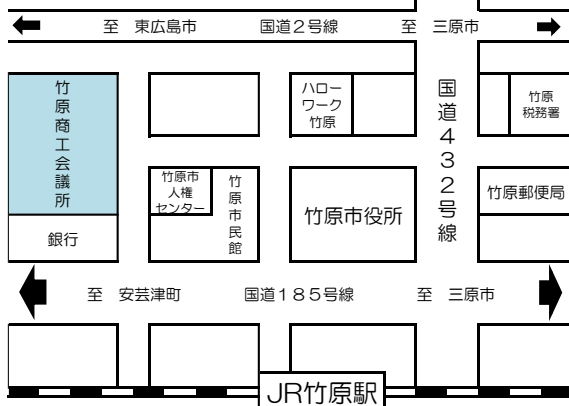 至 東広島市 国道2号線 至 三原市
竹原商工会議所
ハロー
ワーク
竹原
国道432号線
竹原
税務署
竹原市
人権
センター
竹原市民館
竹原市役所
竹原郵便局
銀行
至 安芸津町 国道185号線 至 三原市
JR竹原駅